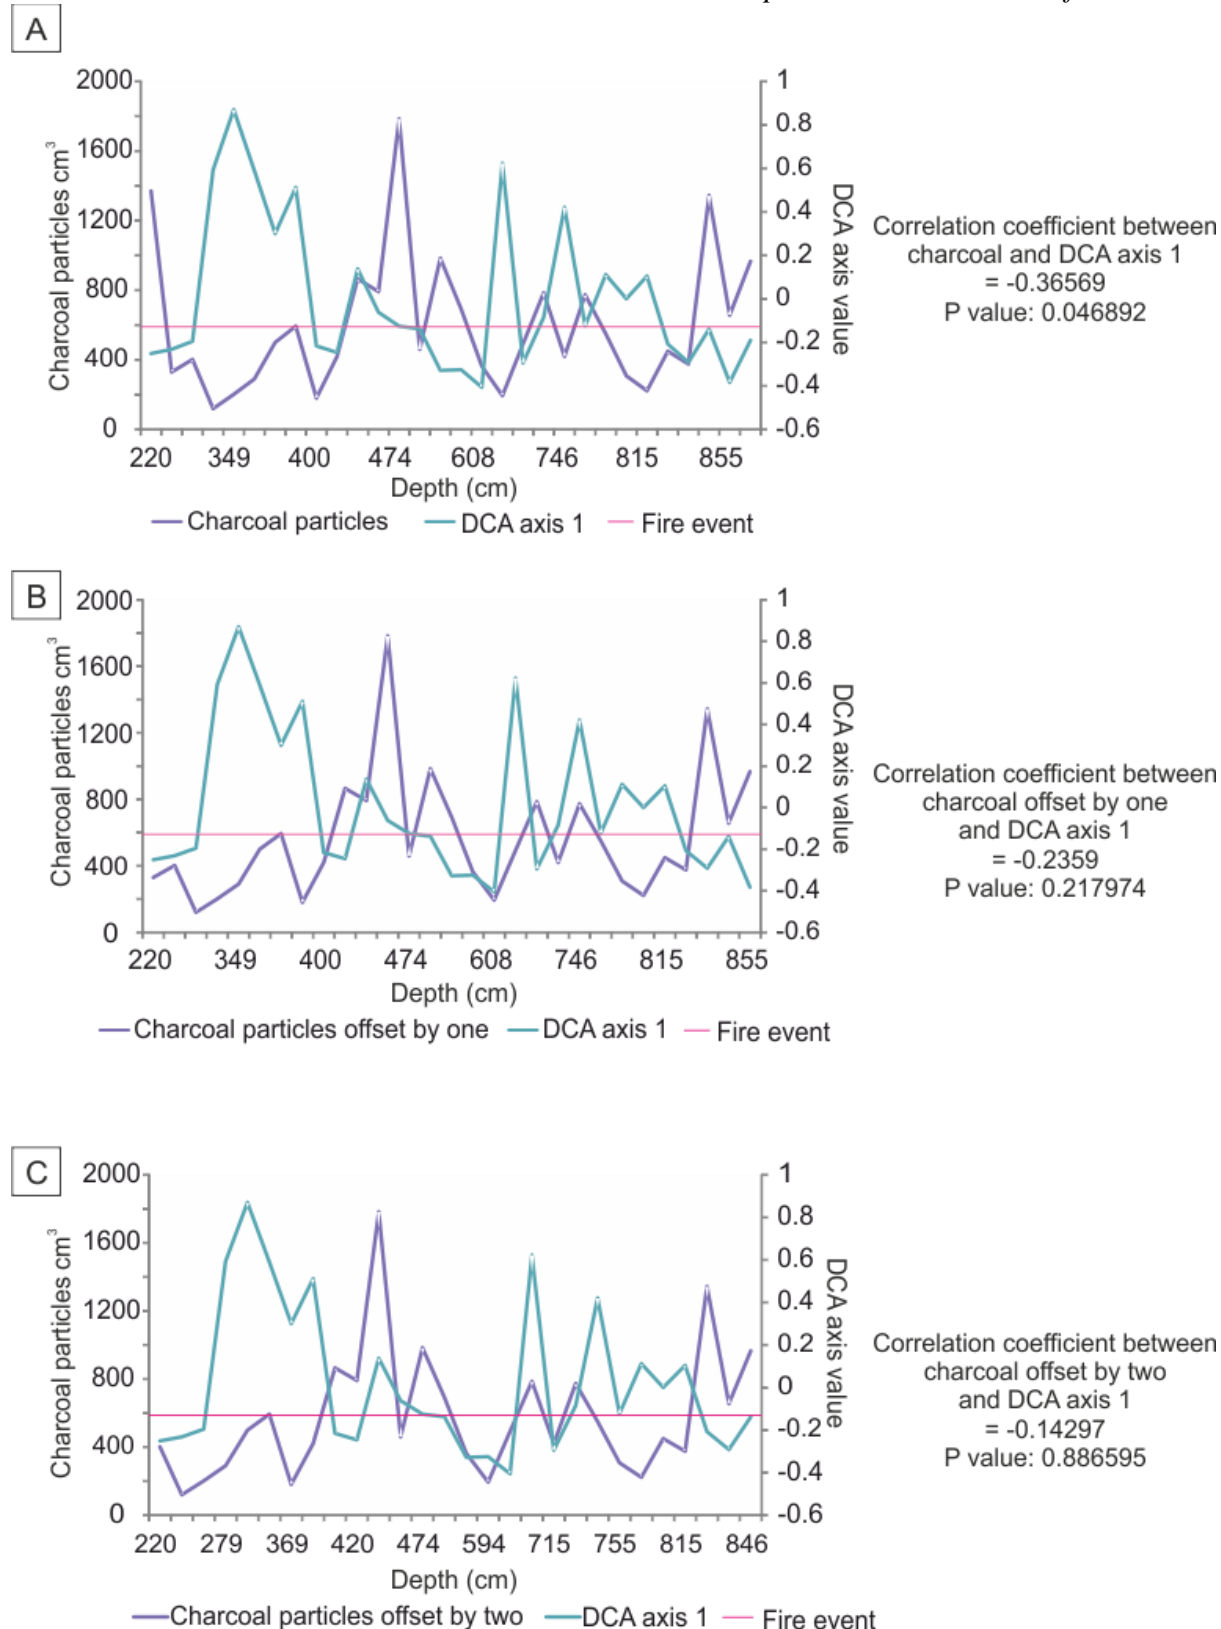 A
2000
1600
1200
800
400
0
Charcoal particles cm³
1
0.8
0.6
0.4
0.2
0
-0.2
-0.4
-0.6
DCA axis value
220 349 400 474 608 746 815 855
Depth (cm)
Charcoal particles DCA axis 1 Fire event
Correlation coefficient between
charcoal and DCA axis 1
= -0.36569
P value: 0.046892
B
2000
1600
1200
800
400
0
Charcoal particles cm³
1
0.8
0.6
0.4
0.2
0
-0.2
-0.4
-0.6
DCA axis value
220 349 400 474 608 746 815 855
Depth (cm)
Charcoal particles offset by one DCA axis 1 Fire event
Correlation coefficient between
charcoal offset by one
and DCA axis 1
= -0.2359
P value: 0.217974
C
2000
1600
1200
800
400
0
Charcoal particles cm³
1
0.8
0.6
0.4
0.2
0
-0.2
-0.4
-0.6
DCA axis value
220 279 369 420 474 594 715 755 815 846
Depth (cm)
Charcoal particles offset by two DCA axis 1 Fire event
Correlation coefficient between
charcoal offset by two
and DCA axis 1
= -0.14297
P value: 0.886595